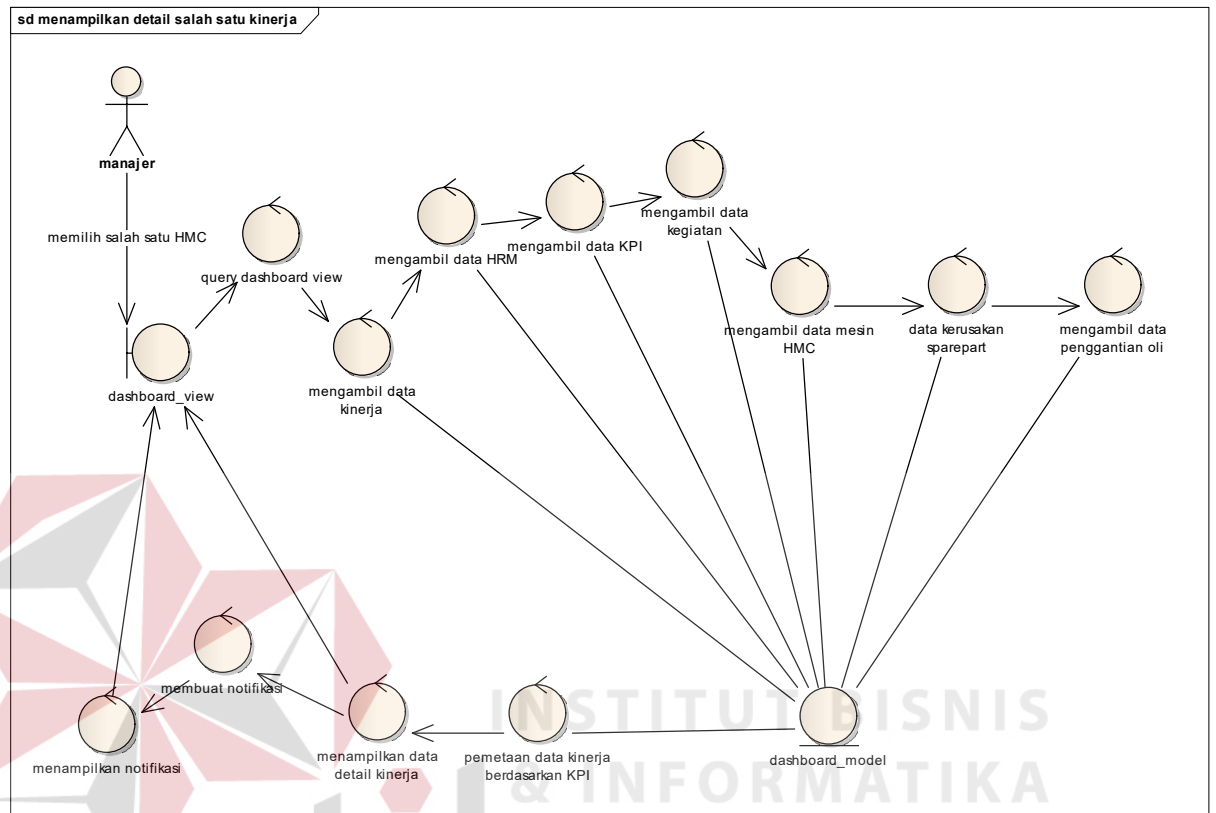 sd menampilkan detail salah satu kinerja
manajer
memilih salah satu HMC
query dashboard view
mengambil data HRM
mengambil data KPI
mengambil data
kegiatan
mengambil data mesin
HMC
data kerusakan
sparepart
mengambil data
penggantian oli
dashboard_view
mengambil data
kinerja
membuat notifikasi
menampilkan notifikasi
menampilkan data
detail kinerja
pemetaan data kinerja
berdasarkan KPI
dashboard_model
INSTITUT BISNIS
& INFORMATIKA